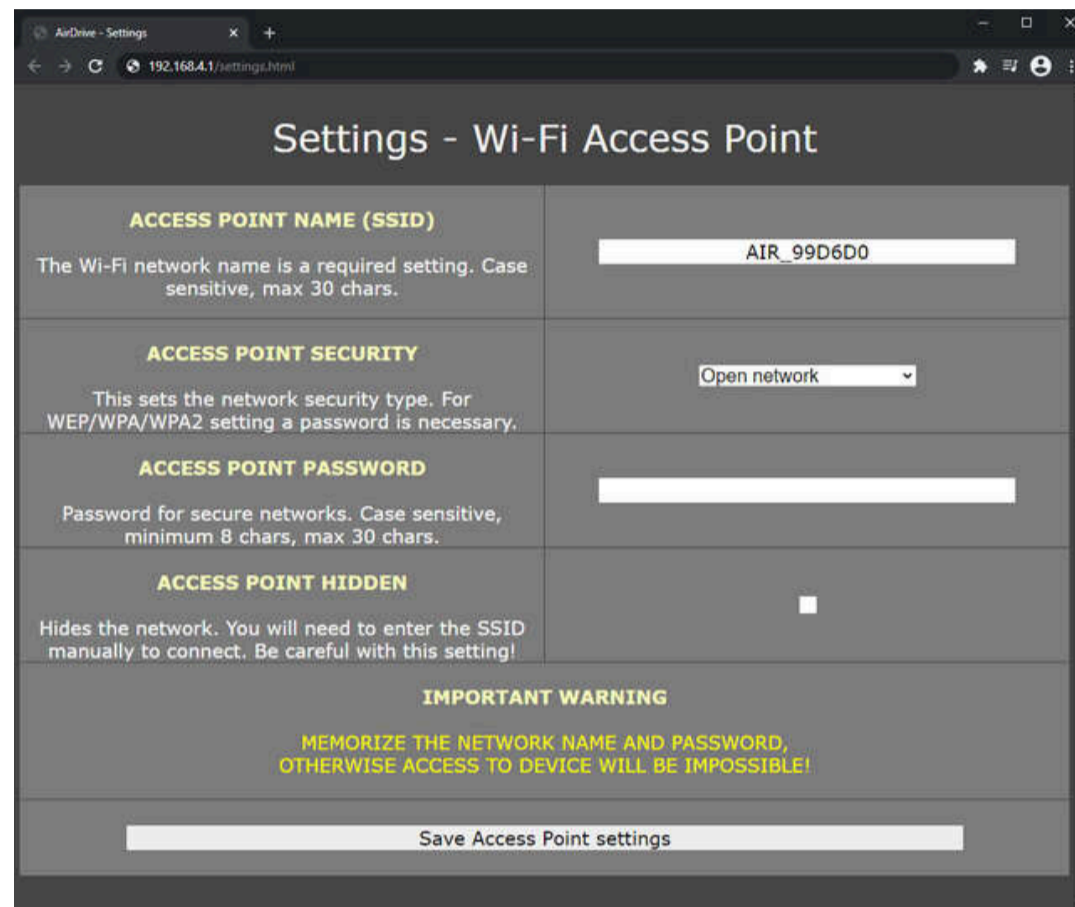 AirDrive - Settings
192.168.4.1/settings.html
Settings - Wi-Fi Access Point
ACCESS POINT NAME (SSID)
The Wi-Fi network name is a required setting. Case
sensitive, max 30 chars.
AIR_99D6D0
ACCESS POINT SECURITY
This sets the network security type. For
WEP/WPA/WPA2 setting a password is necessary.
Open network
ACCESS POINT PASSWORD
Password for secure networks. Case sensitive,
minimum 8 chars, max 30 chars.
ACCESS POINT HIDDEN
Hides the network. You will need to enter the SSID
manually to connect. Be careful with this setting!
IMPORTANT WARNING
MEMORIZE THE NETWORK NAME AND PASSWORD,
OTHERWISE ACCESS TO DEVICE WILL BE IMPOSSIBLE!
Save Access Point settings